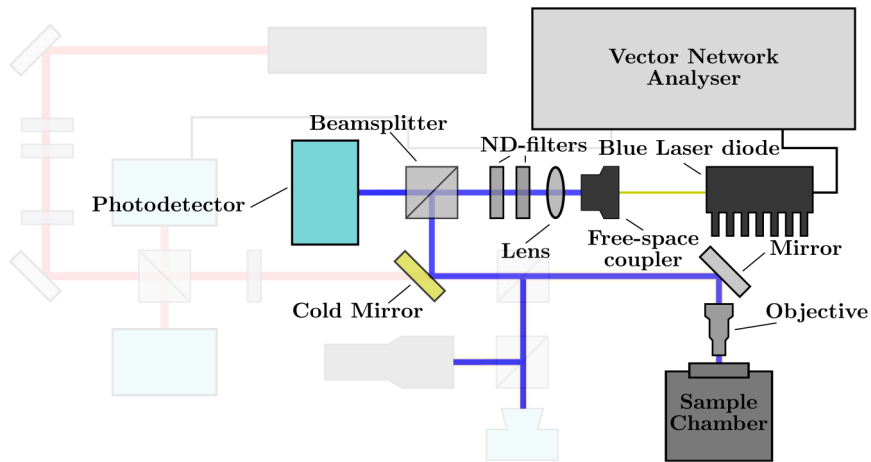 Vector Network
Analyser
Beamsplitter
ND-filters
Blue Laser diode
Photodetector
Lens
Free-space
coupler
Mirror
Cold Mirror
Objective
Sample
Chamber